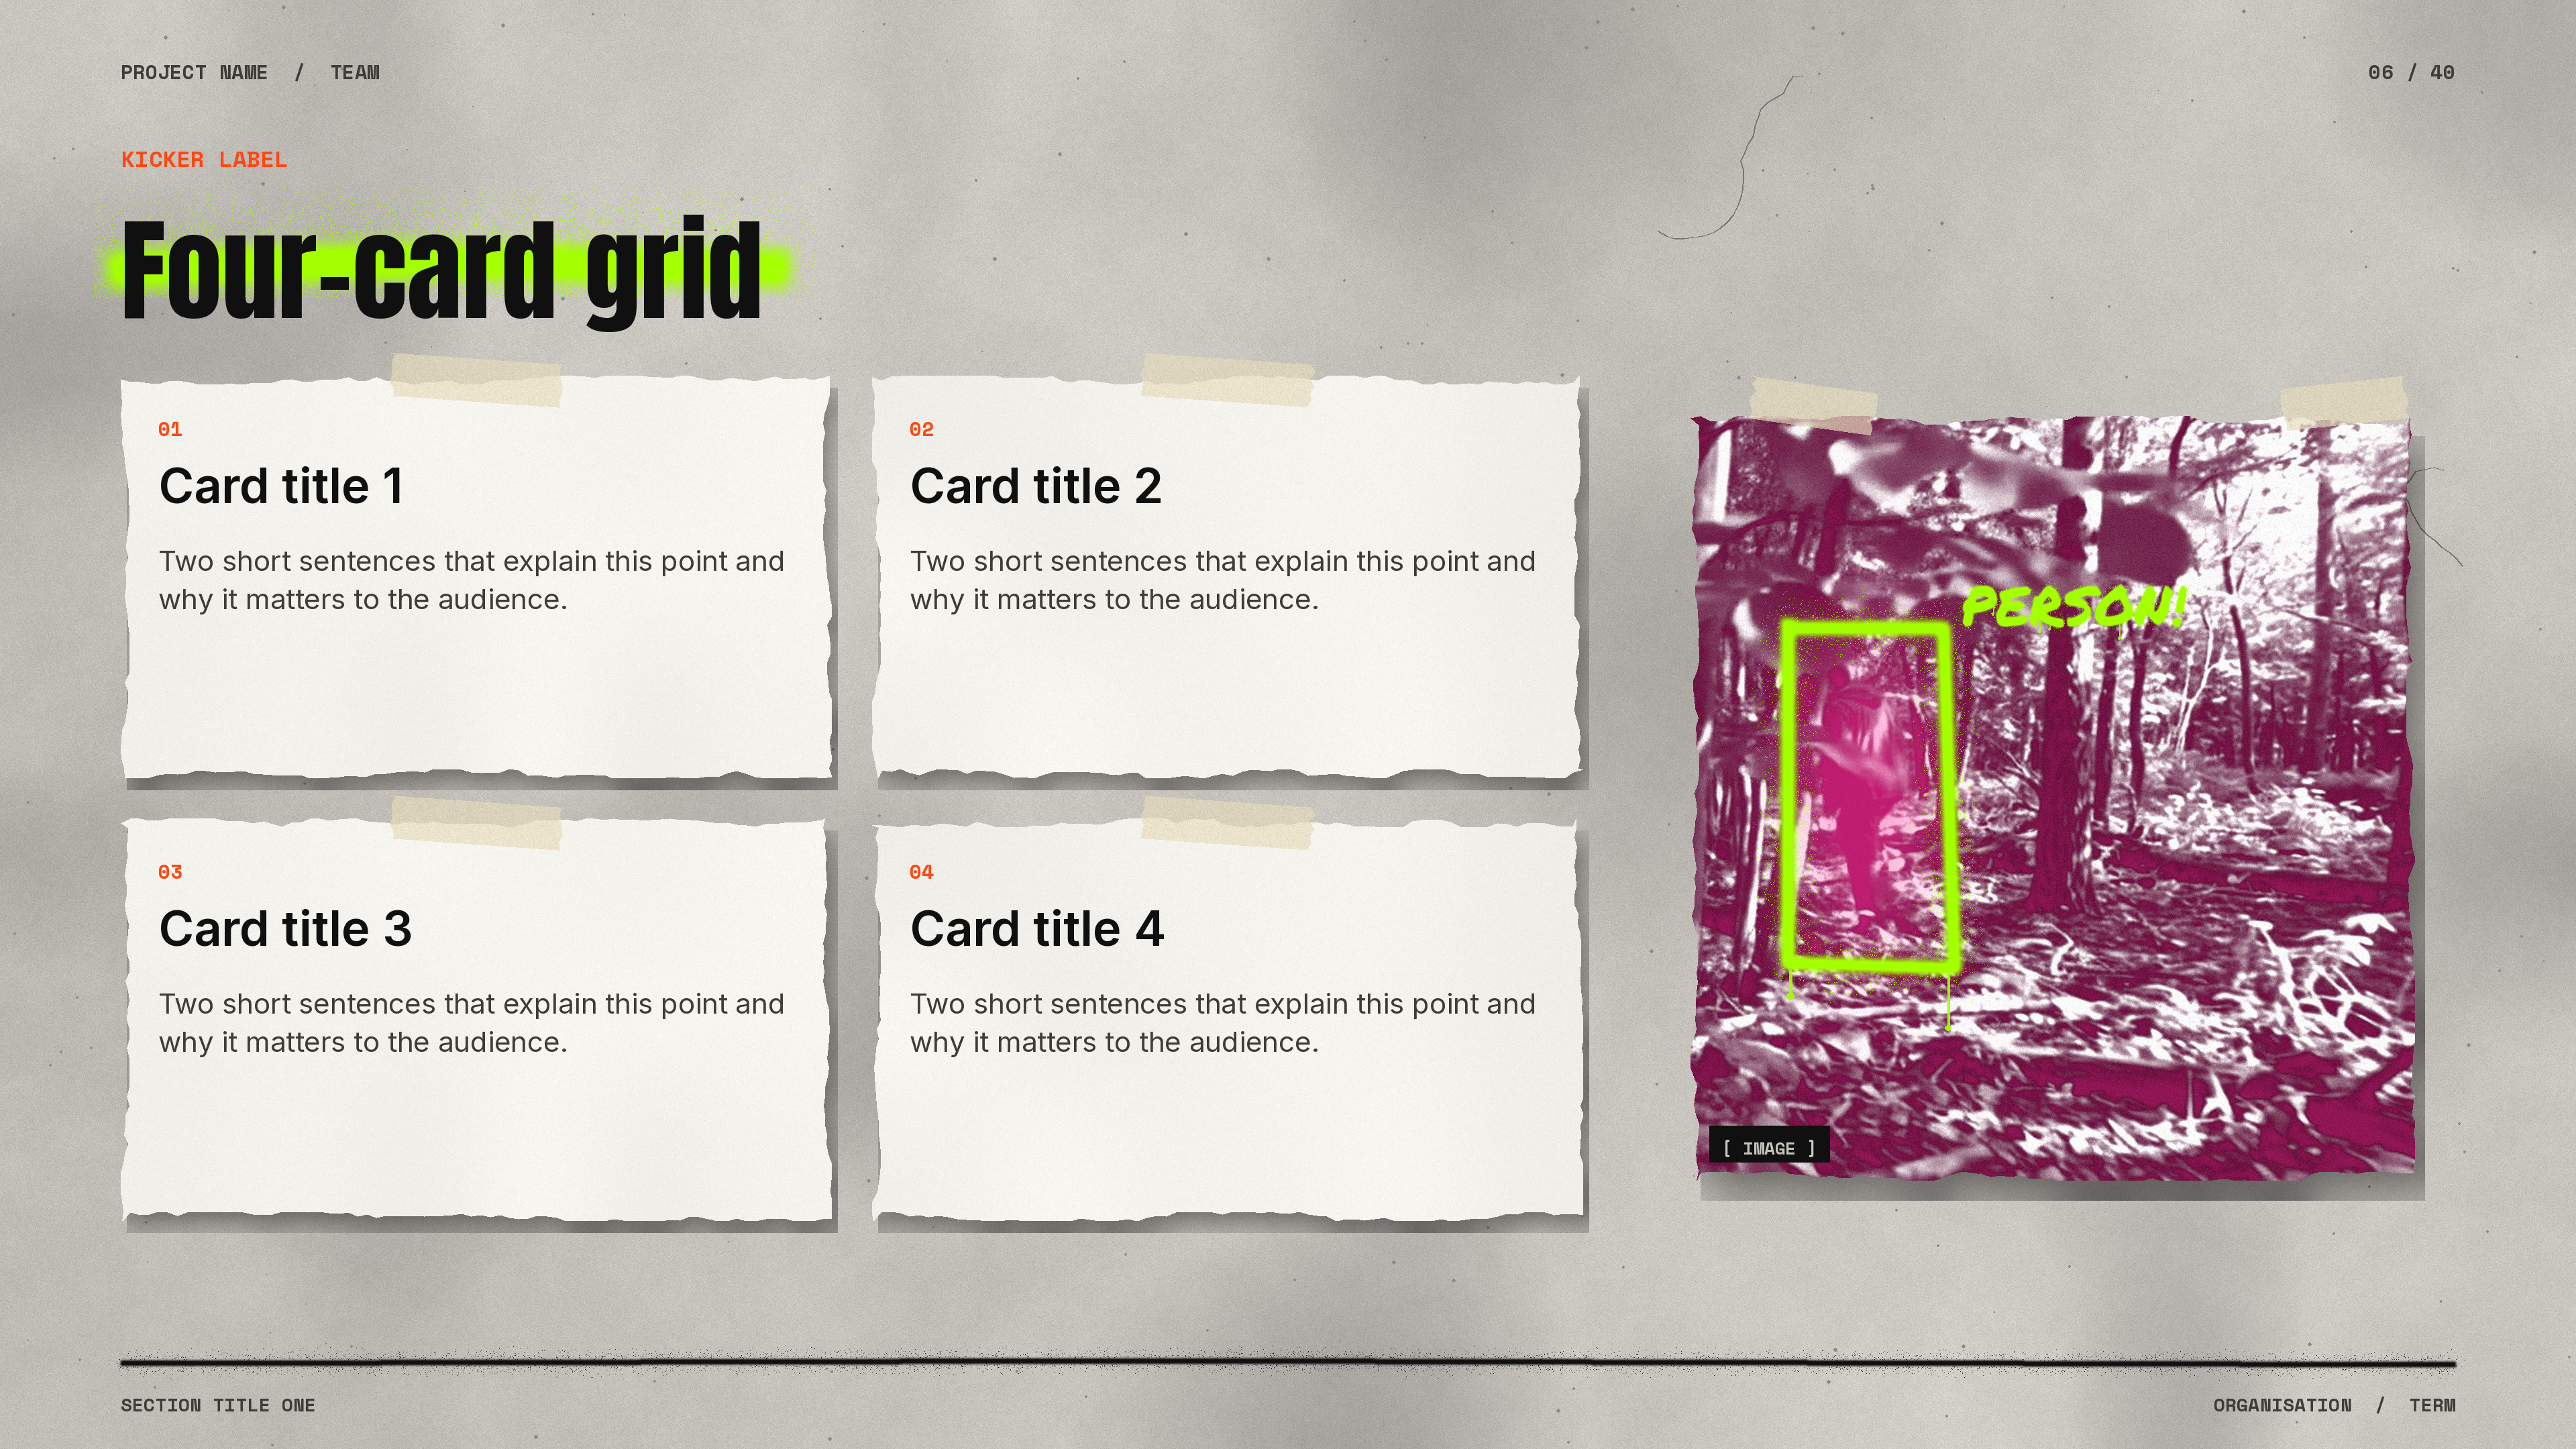 PROJECT NAME / TEAM
06 / 40
KICKER LABEL
Four-card grid
01
Card title 1
Two short sentences that explain this point and
why it matters to the audience.
02
Card title 2
Two short sentences that explain this point and
why it matters to the audience.
03
Card title 3
Two short sentences that explain this point and
why it matters to the audience.
04
Card title 4
Two short sentences that explain this point and
why it matters to the audience.
PERSON!
[ IMAGE ]
SECTION TITLE ONE
ORGANISATION / TERM